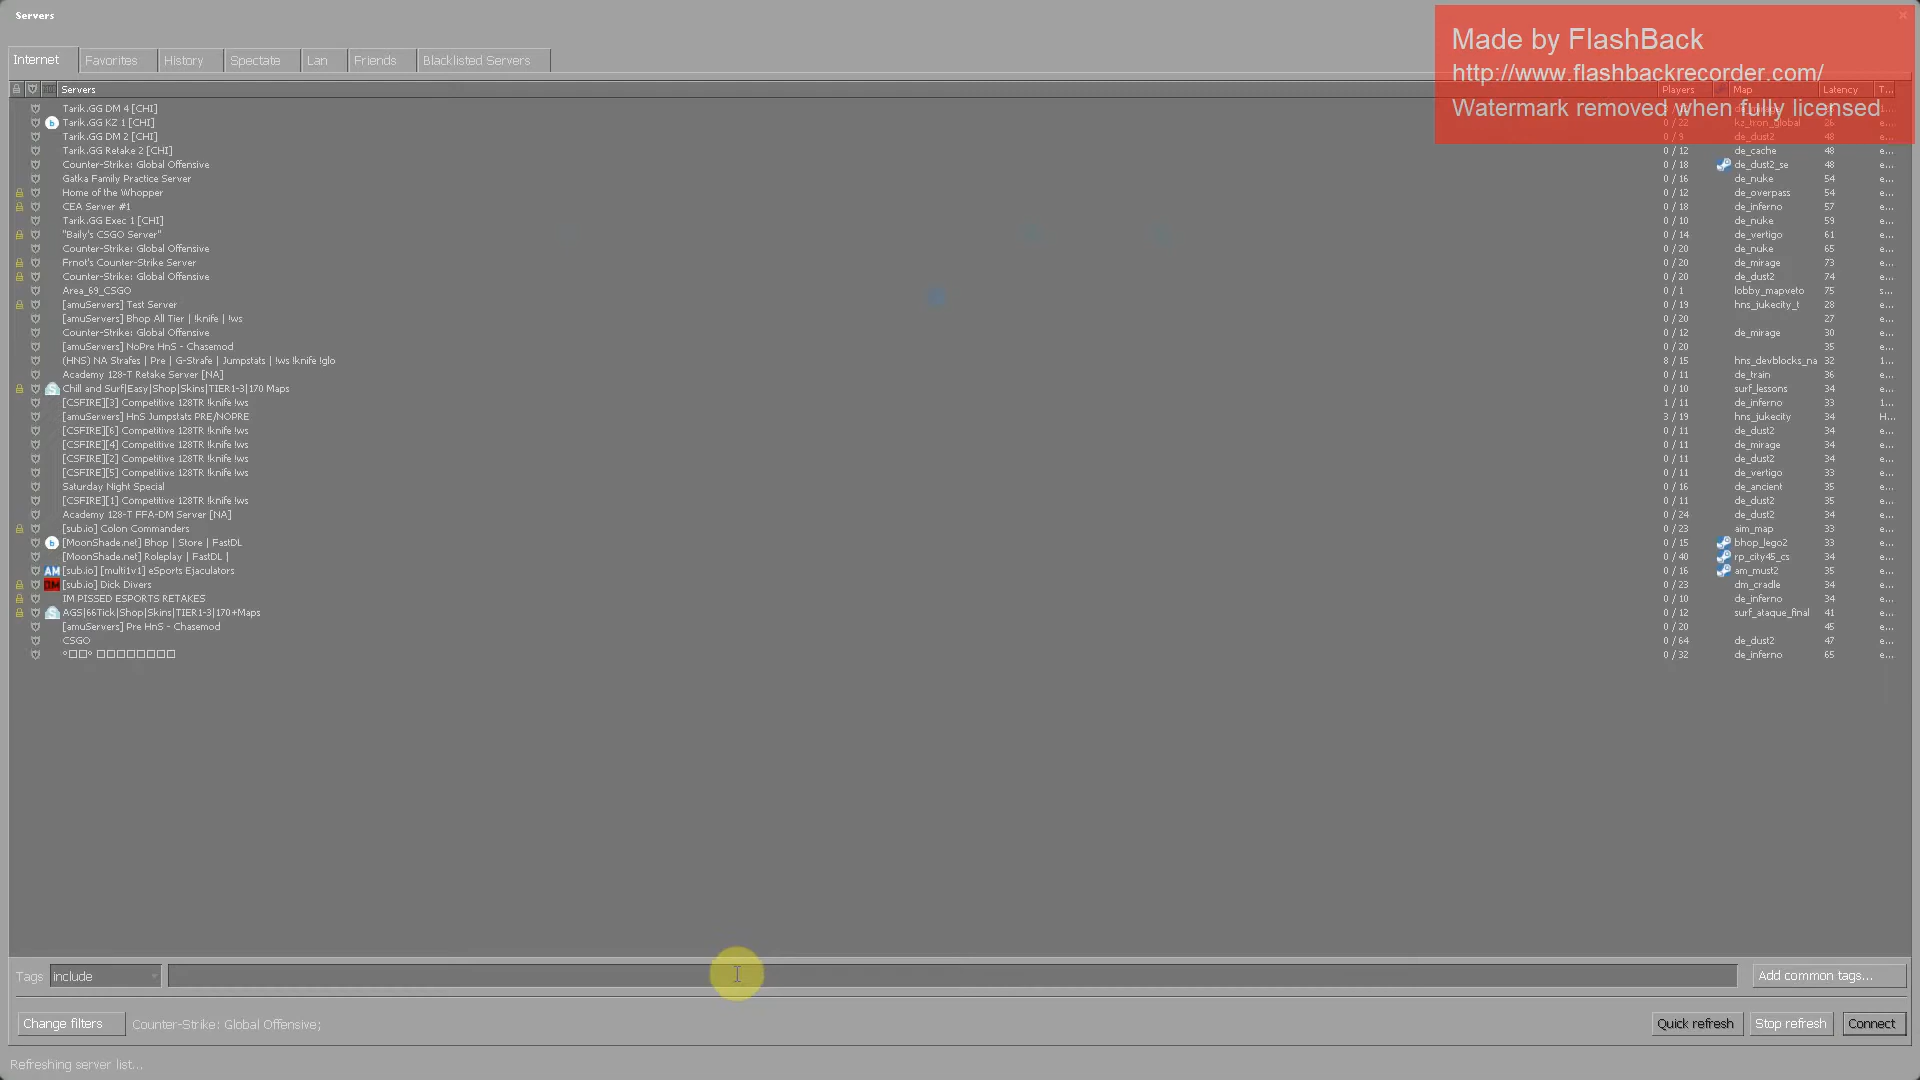 Servers
Made by FlashBack
http://www.flashbackrecorder.com/
Watermark removed when fully licensed
Internet Favorites History Spectate Lan Friends Blacklisted Servers
Servers Players Map Latency T...
Tarik.GG DM 4 [CHI]
Tarik.GG KZ 1 [CHI] 0 / 22 kz_tron_global 26 e...
Tarik.GG DM 2 [CHI] 0 / 9 de_dust2 48 e...
Tarik.GG Retake 2 [CHI] 0 / 12 de_cache 48 e...
Counter-Strike: Global Offensive 0 / 18 de_dust2_se 48 e...
Gatka Family Practice Server 0 / 16 de_nuke 54 e...
Home of the Whopper 0 / 12 de_overpass 54 e...
CEA Server #1 0 / 18 de_inferno 57 e...
Tarik.GG Exec 1 [CHI] 0 / 10 de_nuke 59 e...
"Baily's CSGO Server" 0 / 14 de_vertigo 61 e...
Counter-Strike: Global Offensive 0 / 20 de_nuke 65 e...
Frnot's Counter-Strike Server 0 / 20 de_mirage 73 e...
Counter-Strike: Global Offensive 0 / 20 de_dust2 74 e...
Area_69_CSGO 0 / 1 lobby_mapveto 75 s...
[amuServers] Test Server 0 / 19 hns_jukecity_t 28 e...
[amuServers] Bhop All Tier | !knife | !ws 0 / 20 27 e...
Counter-Strike: Global Offensive 0 / 12 de_mirage 30 e...
[amuServers] NoPre HnS - Chasemod 0 / 20 35 e...
(HNS) NA Strafes | Pre | G-Strafe | Jumpstats | !ws !knife !glo 8 / 15 hns_devblocks_na 32 1...
Academy 128-T Retake Server [NA] 0 / 11 de_train 36 e...
Chill and Surf|Easy|Shop|Skins|TIER1-3|170 Maps 0 / 10 surf_lessons 34 e...
[CSFIRE][3] Competitive 128TR !knife !ws 1 / 11 de_inferno 33 1...
[amuServers] HnS Jumpstats PRE/NOPRE 3 / 19 hns_jukecity 34 H...
[CSFIRE][6] Competitive 128TR !knife !ws 0 / 11 de_dust2 34 e...
[CSFIRE][4] Competitive 128TR !knife !ws 0 / 11 de_mirage 34 e...
[CSFIRE][2] Competitive 128TR !knife !ws 0 / 11 de_dust2 34 e...
[CSFIRE][5] Competitive 128TR !knife !ws 0 / 11 de_vertigo 33 e...
Saturday Night Special 0 / 16 de_ancient 35 e...
[CSFIRE][1] Competitive 128TR !knife !ws 0 / 11 de_dust2 35 e...
Academy 128-T FFA-DM Server [NA] 0 / 24 de_dust2 34 e...
[sub.io] Colon Commanders 0 / 23 aim_map 33 e...
[MoonShade.net] Bhop | Store | FastDL 0 / 15 bhop_lego2 33 e...
[MoonShade.net] Roleplay | FastDL | 0 / 40 rp_city45_cs 34 e...
AM [sub.io] [multi1v1] eSports Ejaculators 0 / 16 am_must2 35 e...
DM [sub.io] Dick Divers 0 / 23 dm_cradle 34 e...
IM PISSED ESPORTS RETAKES 0 / 10 de_inferno 34 e...
AGS|66Tick|Shop|Skins|TIER1-3|170+Maps 0 / 12 surf_ataque_final 41 e...
[amuServers] Pre HnS - Chasemod 0 / 20 45 e...
CSGO 0 / 64 de_dust2 47 e...
°□□° □□□□□□□□ 0 / 32 de_inferno 65 e...
Tags include Add common tags...
Change filters Counter-Strike: Global Offensive; Quick refresh Stop refresh Connect
Refreshing server list...